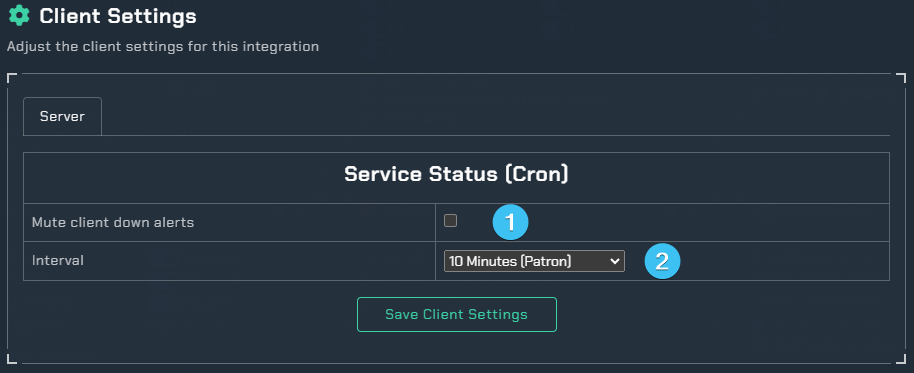 Client Settings
Adjust the client settings for this integration
Server
Service Status (Cron)
Mute client down alerts
1
Interval
10 Minutes (Patron)
2
Save Client Settings